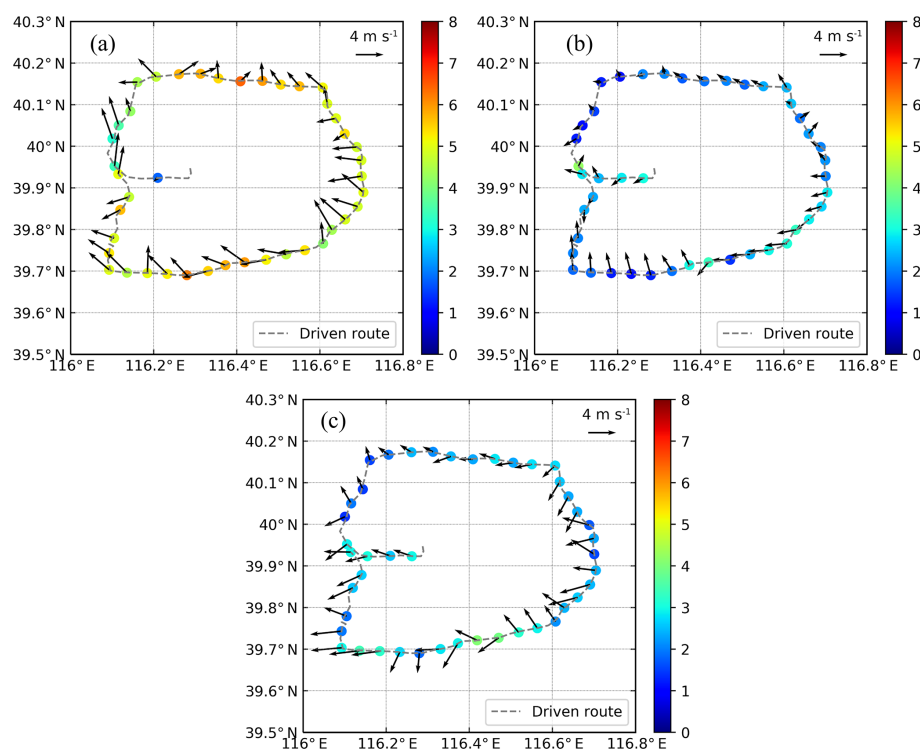 (a)
4 m s⁻¹
40.3° N
40.2° N
40.1° N
40° N
39.9° N
39.8° N
39.7° N
39.6° N
39.5° N
116° E
116.2° E
116.4° E
116.6° E
116.8° E
Driven route
8
7
6
5
4
3
2
1
0
(b)
4 m s⁻¹
40.3° N
40.2° N
40.1° N
40° N
39.9° N
39.8° N
39.7° N
39.6° N
39.5° N
116° E
116.2° E
116.4° E
116.6° E
116.8° E
Driven route
8
7
6
5
4
3
2
1
0
(c)
4 m s⁻¹
40.3° N
40.2° N
40.1° N
40° N
39.9° N
39.8° N
39.7° N
39.6° N
39.5° N
116° E
116.2° E
116.4° E
116.6° E
116.8° E
Driven route
8
7
6
5
4
3
2
1
0